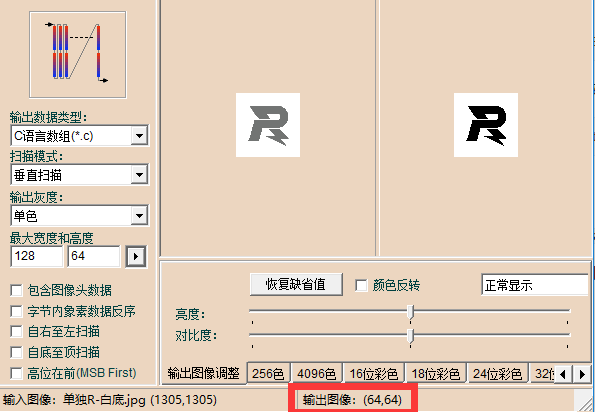 输出数据类型:
C语言数组(*.c)
扫描模式:
垂直扫描
输出灰度:
单色
最大宽度和高度
128
64
包含图像头数据
字节内象素数据反序
自右至左扫描
自底至顶扫描
高位在前(MSB First)
R
R
恢复缺省值
颜色反转
正常显示
亮度:
对比度:
输出图像调整
256色
4096色
16位彩色
18位彩色
24位彩色
32位
输入图像: 单独R-白底.jpg (1305,1305)
输出图像: (64,64)